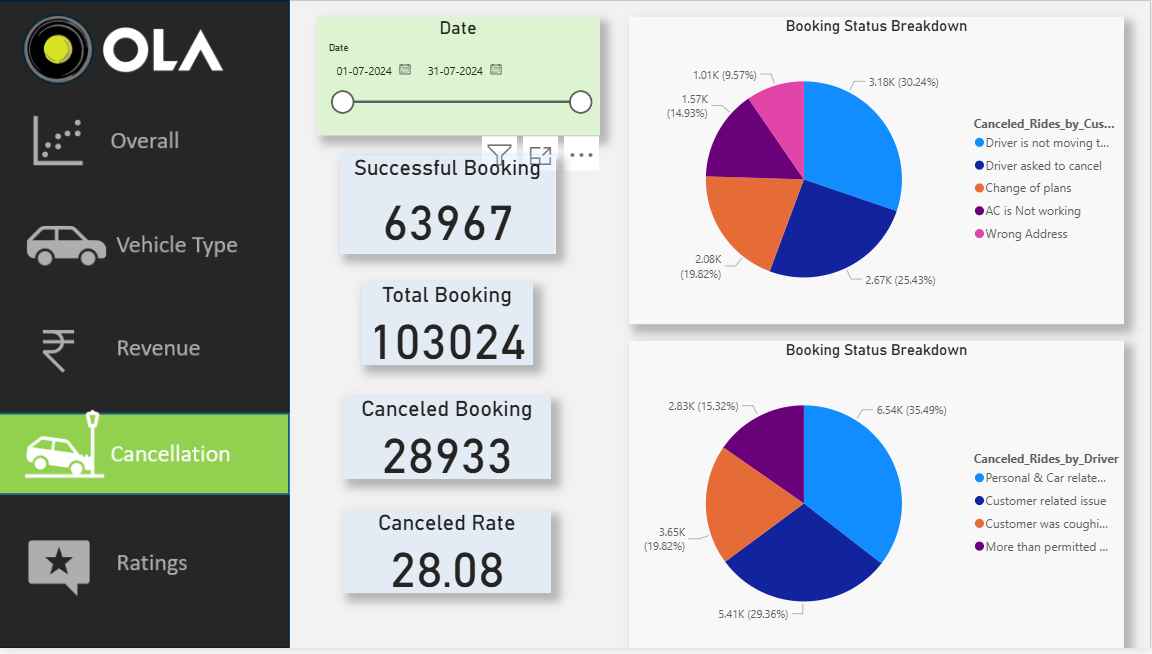 OLA
Overall
Vehicle Type
Revenue
Cancellation
Ratings
Date
Date
01-07-2024
31-07-2024
Successful Booking
63967
Total Booking
103024
Canceled Booking
28933
Canceled Rate
28.08
Booking Status Breakdown
1.01K (9.57%)
3.18K (30.24%)
1.57K
(14.93%)
2.08K
(19.82%)
2.67K (25.43%)
Canceled_Rides_by_Cus...
Driver is not moving t...
Driver asked to cancel
Change of plans
AC is Not working
Wrong Address
Booking Status Breakdown
2.83K (15.32%)
6.54K (35.49%)
3.65K
(19.82%)
5.41K (29.36%)
Canceled_Rides_by_Driver
Personal & Car relate...
Customer related issue
Customer was coughi...
More than permitted ...